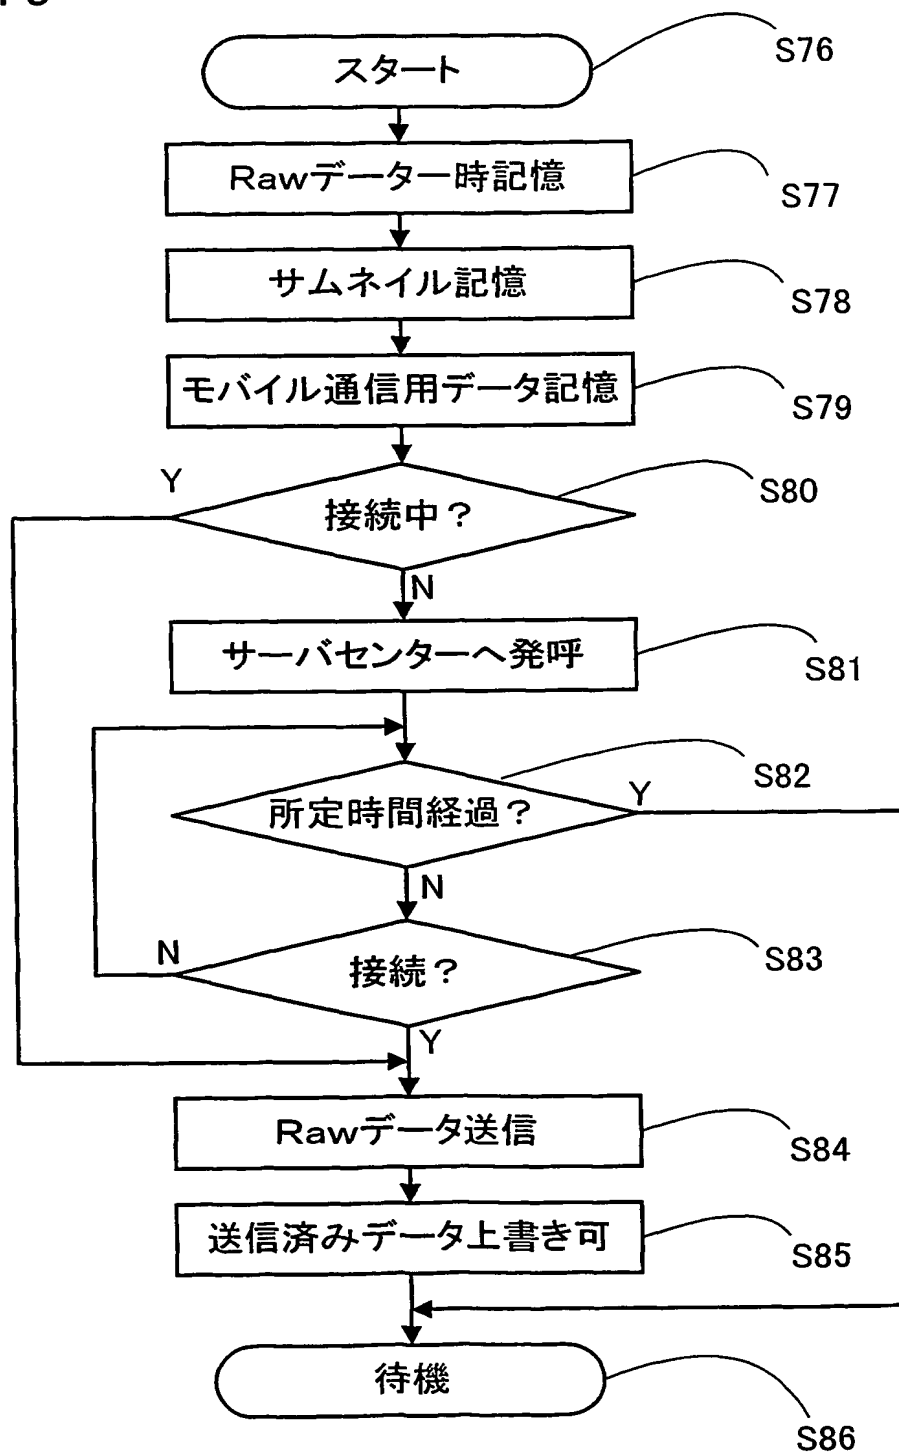 スタート
S76
Rawデータ一時記憶
S77
サムネイル記憶
S78
モバイル通信用データ記憶
S79
Y
接続中？
S80
N
サーバセンターへ発呼
S81
所定時間経過？
S82
Y
N
N
接続？
S83
Y
Rawデータ送信
S84
送信済みデータ上書き可
S85
待機
S86